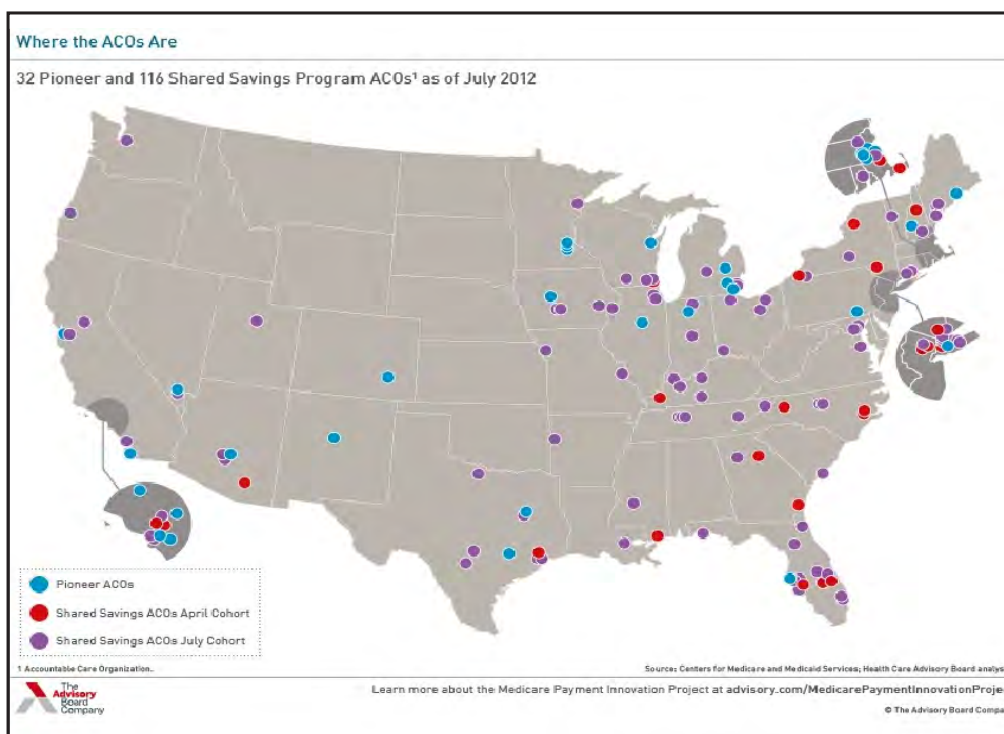 Where the ACOs Are
32 Pioneer and 116 Shared Savings Program ACOs¹ as of July 2012
Pioneer ACOs
Shared Savings ACOs April Cohort
Shared Savings ACOs July Cohort
1 Accountable Care Organization.
Source: Centers for Medicare and Medicaid Services; Health Care Advisory Board analys
The
Advisory
Board
Company
Learn more about the Medicare Payment Innovation Project at advisory.com/MedicarePaymentInnovationProje
© The Advisory Board Compa